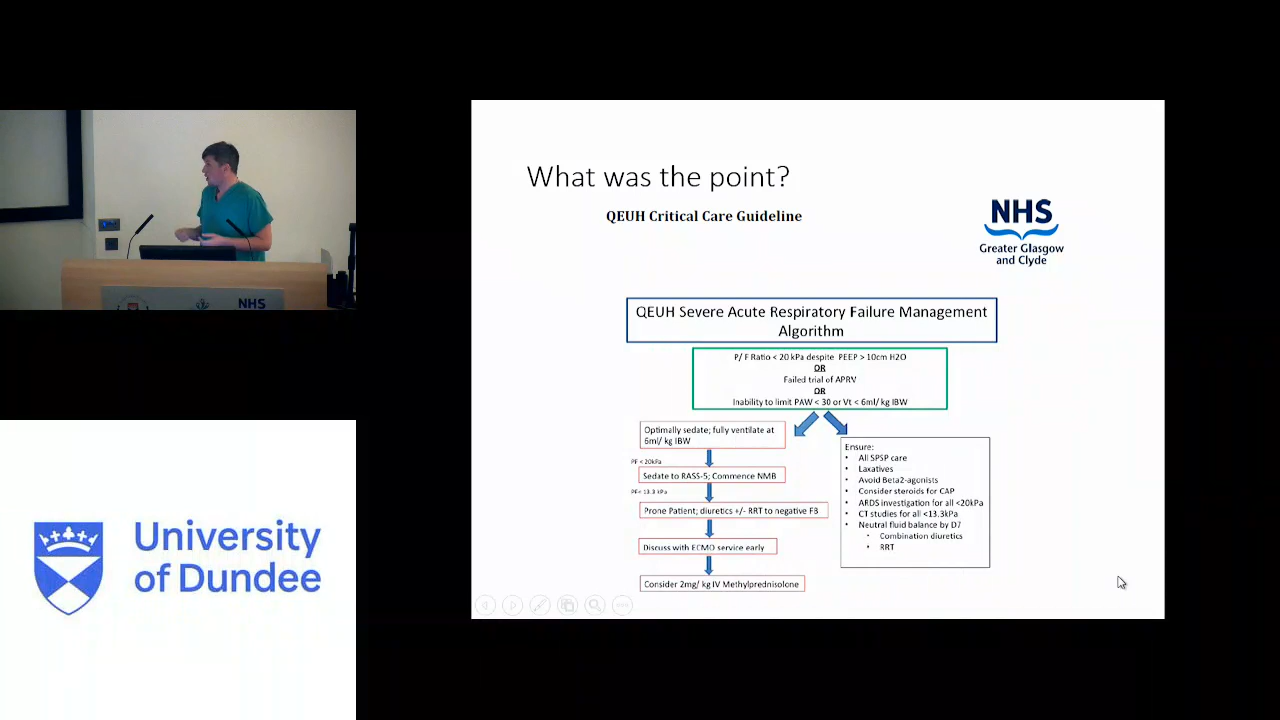 What was the point?
QEUH Critical Care Guideline
NHS
Greater Glasgow
and Clyde
QEUH Severe Acute Respiratory Failure Management
Algorithm
P/ F Ratio < 20 kPa despite PEEP > 10cm H2O
OR
Failed trial of APRV
OR
Inability to limit PAW < 30 or Vt < 6ml/ kg IBW
Optimally sedate; fully ventilate at
6ml/ kg IBW
PF < 20kPa
Sedate to RASS-5; Commence NMB
PF< 13.3 kPa
Prone Patient; diuretics +/- RRT to negative FB
Discuss with ECMO service early
Consider 2mg/ kg IV Methylprednisolone
Ensure:
• All SPSP care
• Laxatives
• Avoid Beta2-agonists
• Consider steroids for CAP
• ARDS investigation for all <20kPa
• CT studies for all <13.3kPa
• Neutral fluid balance by D7
• Combination diuretics
• RRT
NHS
University
of Dundee